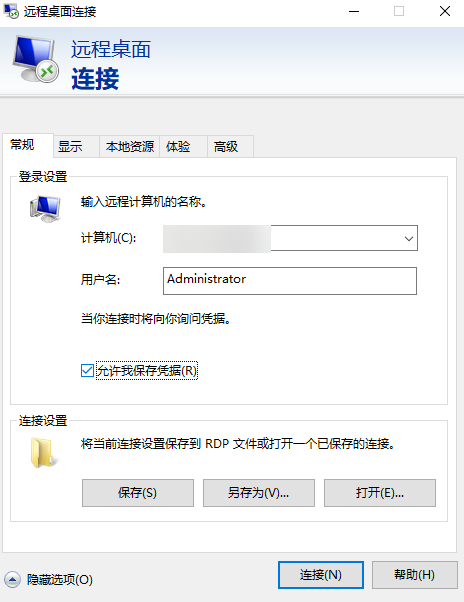 远程桌面连接
远程桌面
连接
常规 显示 本地资源 体验 高级
登录设置
输入远程计算机的名称。
计算机(C):
用户名: Administrator
当你连接时将向你询问凭据。
允许我保存凭据(R)
连接设置
将当前连接设置保存到 RDP 文件或打开一个已保存的连接。
保存(S) 另存为(V)... 打开(E)...
隐藏选项(O) 连接(N) 帮助(H)